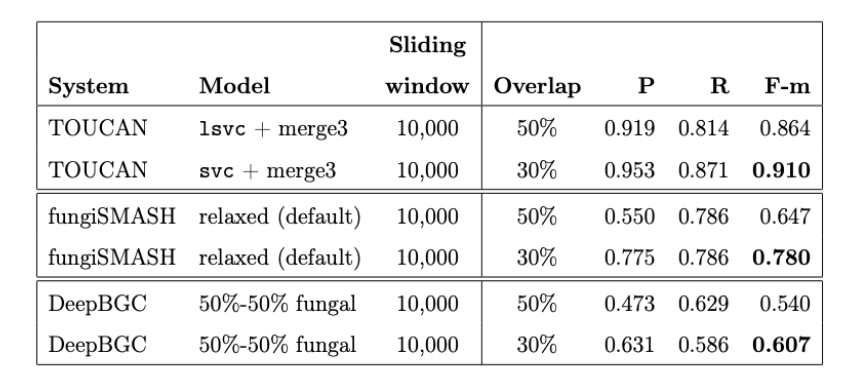 Sliding
System Model window Overlap P R F-m
TOUCAN lsvc + merge3 10,000 50% 0.919 0.814 0.864
TOUCAN svc + merge3 10,000 30% 0.953 0.871 0.910
fungiSMASH relaxed (default) 10,000 50% 0.550 0.786 0.647
fungiSMASH relaxed (default) 10,000 30% 0.775 0.786 0.780
DeepBGC 50%-50% fungal 10,000 50% 0.473 0.629 0.540
DeepBGC 50%-50% fungal 10,000 30% 0.631 0.586 0.607